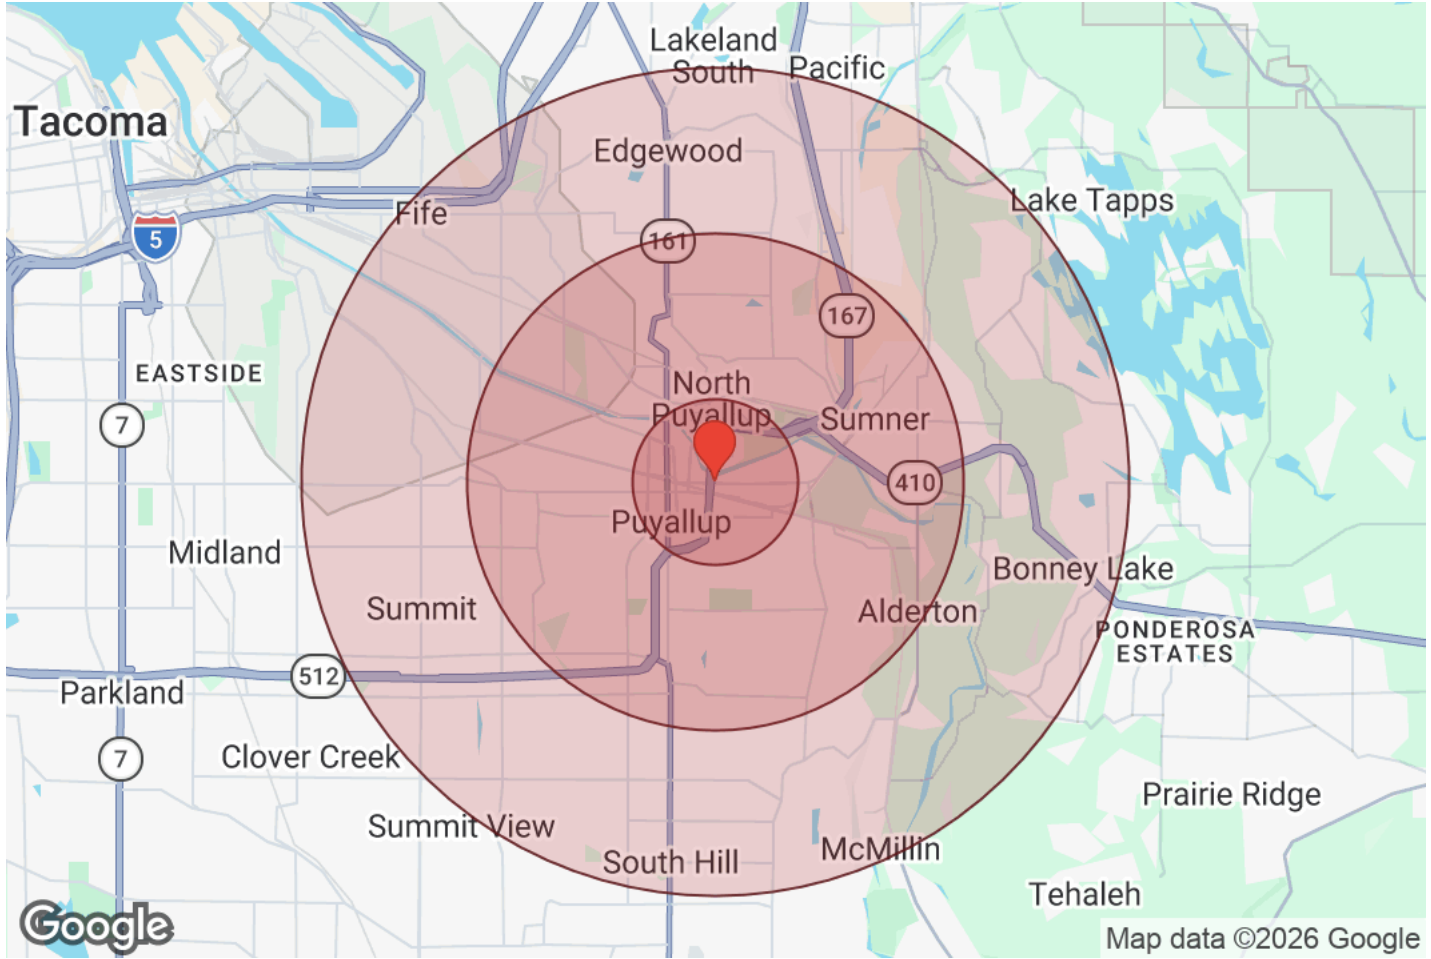 Lakeland
South
Pacific
Tacoma
Edgewood
Lake Tapps
Fife
5
161
167
EASTSIDE
North
Puyallup
Sumner
7
410
Puyallup
Midland
Bonney Lake
Summit
Alderton
PONDEROSA
ESTATES
512
Parkland
7
Clover Creek
Prairie Ridge
Summit View
South Hill
McMillin
Tehaleh
Google
Map data ©2026 Google